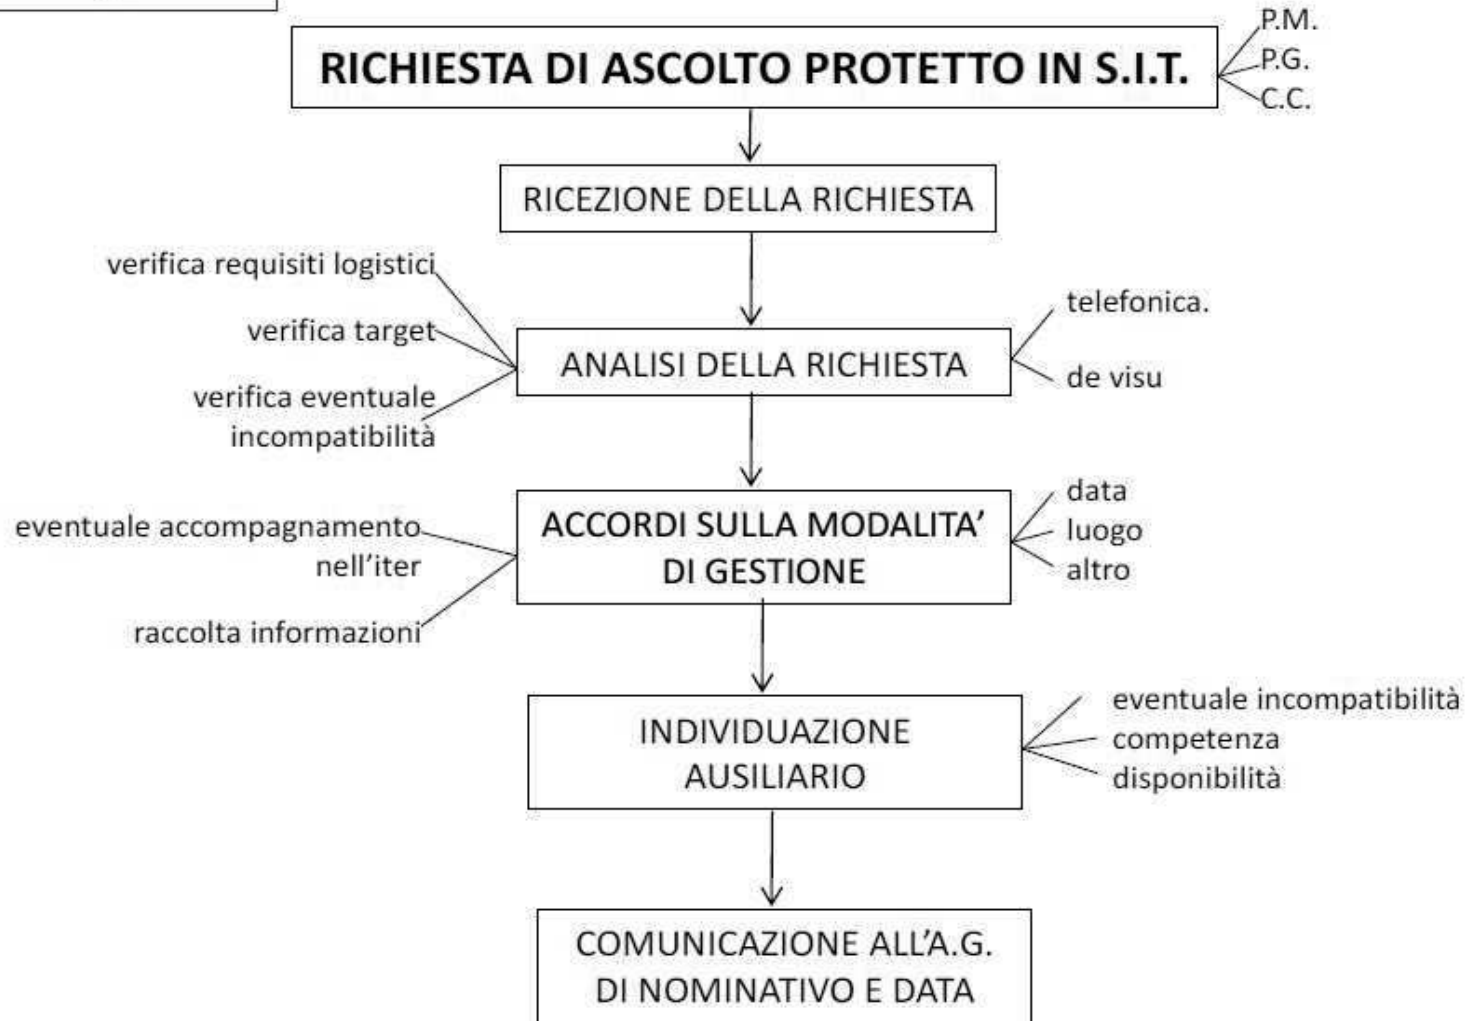 RICHIESTA DI ASCOLTO PROTETTO IN S.I.T.
P.M.
P.G.
C.C.
RICEZIONE DELLA RICHIESTA
verifica requisiti logistici
verifica target
verifica eventuale
incompatibilità
ANALISI DELLA RICHIESTA
telefonica.
de visu
eventuale accompagnamento
nell'iter
raccolta informazioni
ACCORDI SULLA MODALITA'
DI GESTIONE
data
luogo
altro
INDIVIDUAZIONE
AUSILIARIO
eventuale incompatibilità
competenza
disponibilità
COMUNICAZIONE ALL'A.G.
DI NOMINATIVO E DATA